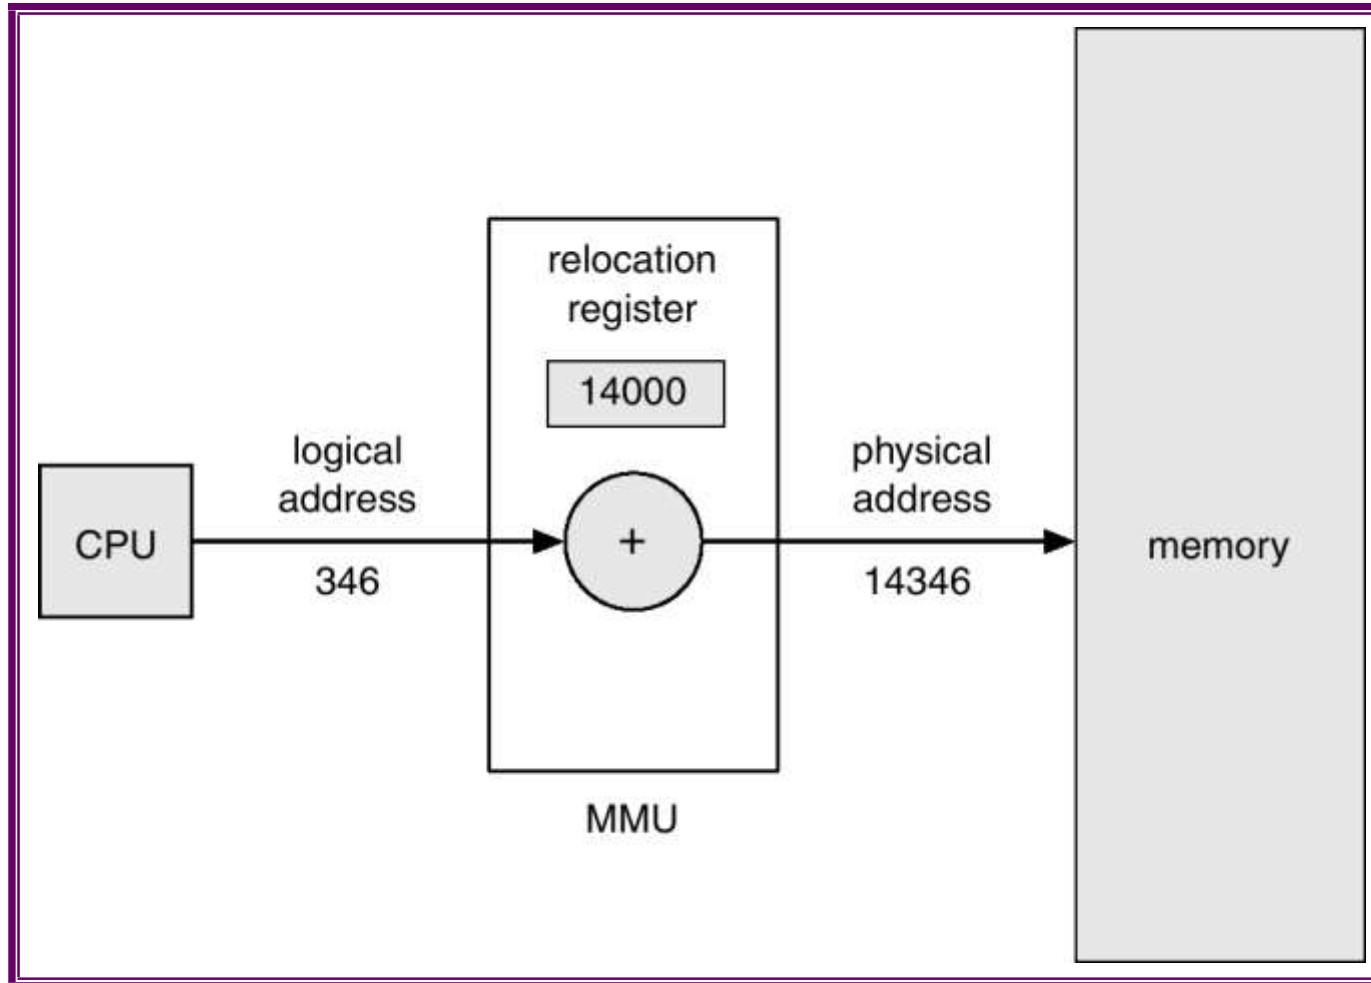 relocation
register
14000
logical
address
physical
address
CPU
+
memory
346
14346
MMU